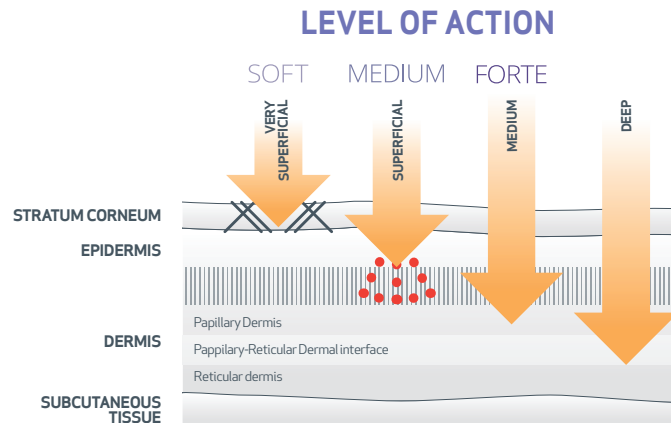 LEVEL OF ACTION
SOFT
MEDIUM
FORTE
VERY
SUPERFICIAL
SUPERFICIAL
MEDIUM
DEEP
STRATUM CORNEUM
EPIDERMIS
Papillary Dermis
DERMIS
Pappilary-Reticular Dermal interface
Reticular dermis
SUBCUTANEOUS
TISSUE